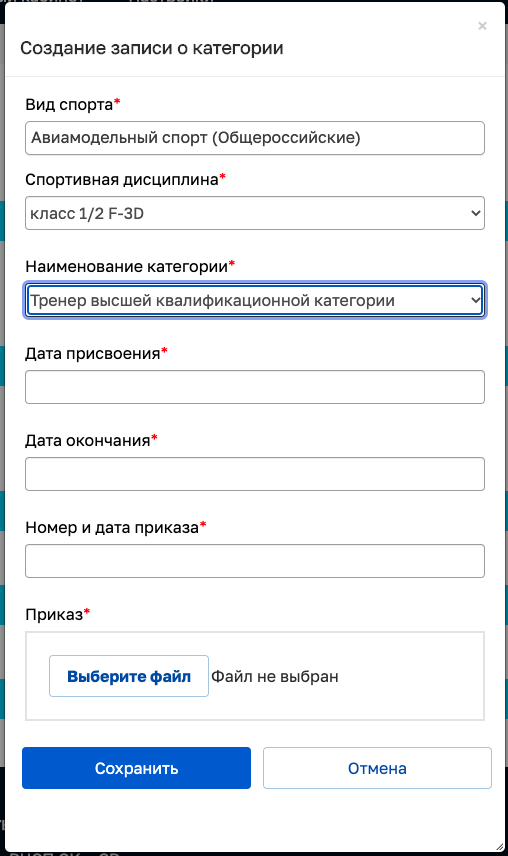 ×
Создание записи о категории
Вид спорта*
Авиамодельный спорт (Общероссийские)
Спортивная дисциплина*
класс 1/2 F-3D
Наименование категории*
Тренер высшей квалификационной категории
Дата присвоения*
Дата окончания*
Номер и дата приказа*
Приказ*
Выберите файл Файл не выбран
Сохранить Отмена